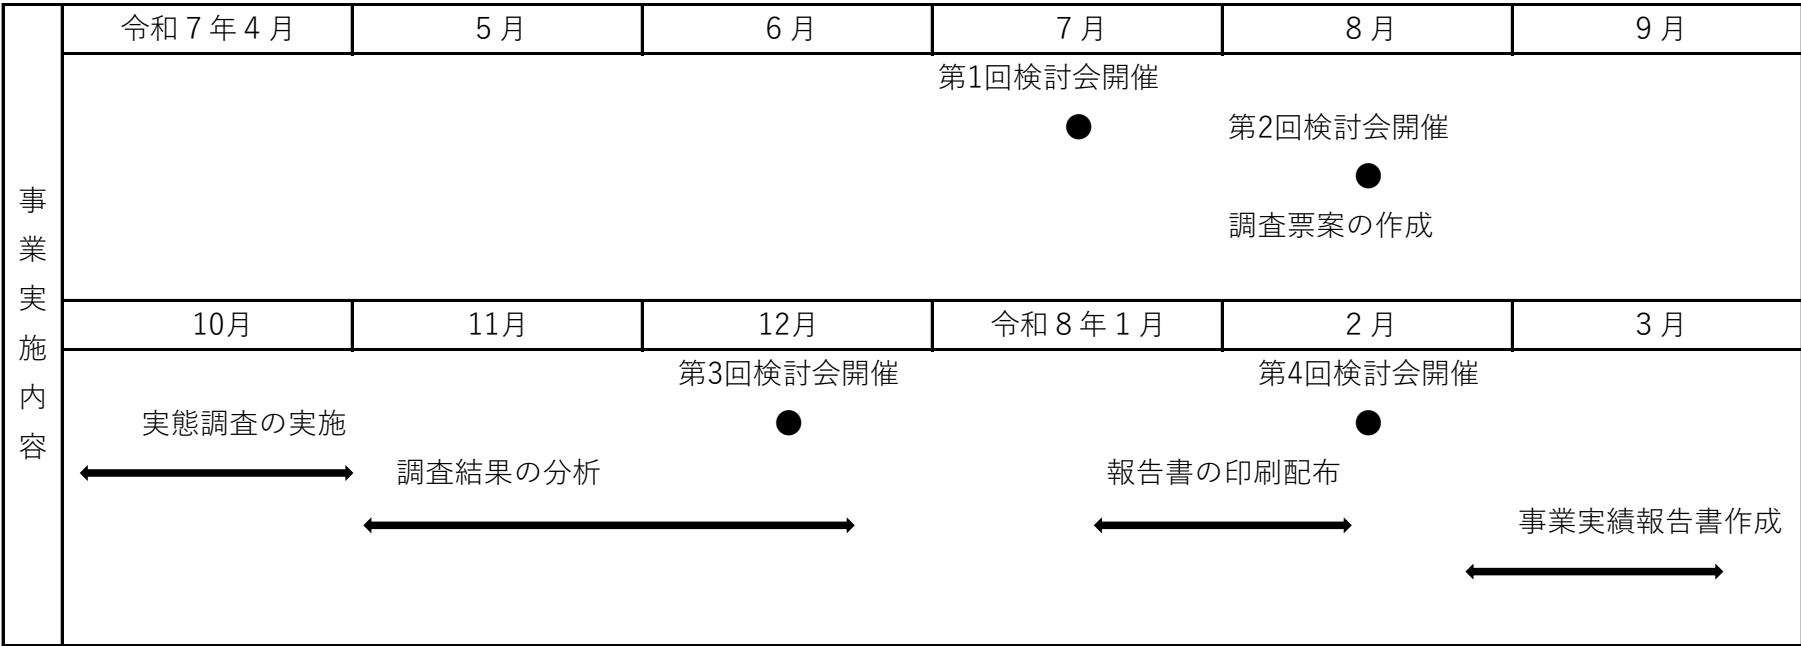 事業実施内容
令和７年４月 ５月 ６月 ７月 ８月 ９月
第1回検討会開催
第2回検討会開催
調査票案の作成
10月 11月 12月 令和８年１月 ２月 ３月
第3回検討会開催 第4回検討会開催
実態調査の実施
調査結果の分析 報告書の印刷配布
事業実績報告書作成